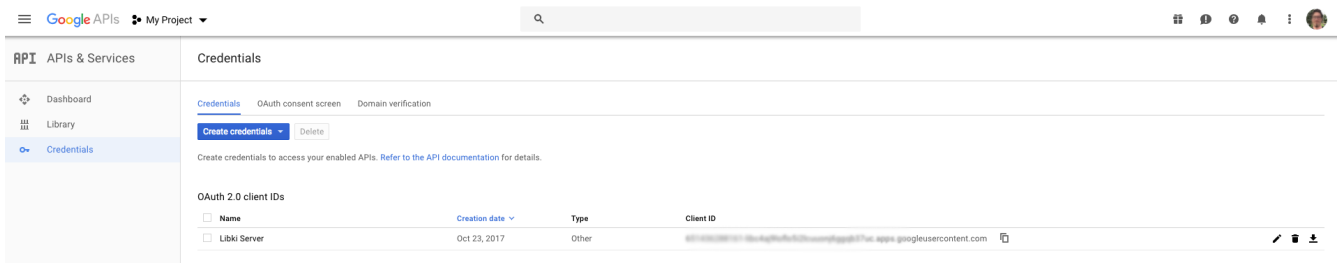 Google APIs My Project
API APIs & Services
Credentials
Dashboard
Library
Credentials
Credentials OAuth consent screen Domain verification
Create credentials Delete
Create credentials to access your enabled APIs. Refer to the API documentation for details.
OAuth 2.0 client IDs
Name Creation date Type Client ID
Libki Server Oct 23, 2017 Other .apps.googleusercontent.com